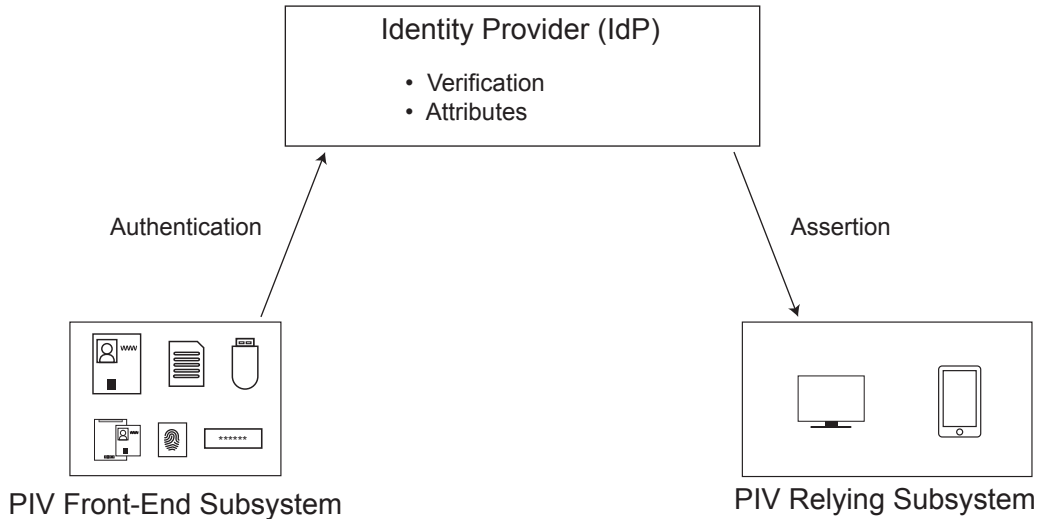 Identity Provider (IdP)
• Verification
• Attributes
Authentication
Assertion
******
PIV Front-End Subsystem
PIV Relying Subsystem